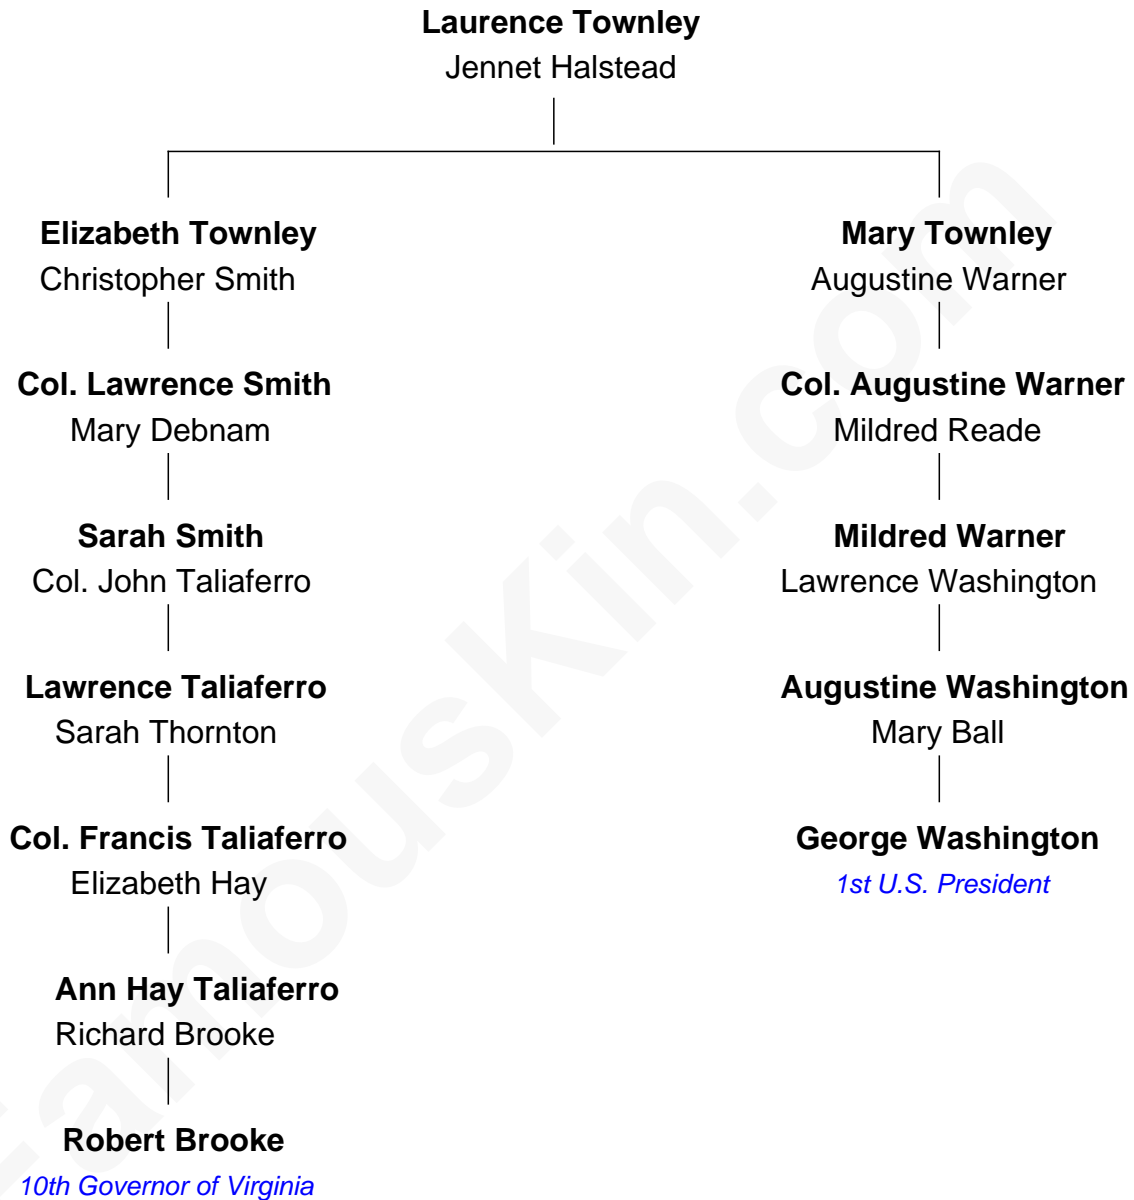 Laurence Townley
Jennet Halstead
Elizabeth Townley
Christopher Smith
Mary Townley
Augustine Warner
Col. Lawrence Smith
Mary Debnam
Col. Augustine Warner
Mildred Reade
Sarah Smith
Col. John Taliaferro
Mildred Warner
Lawrence Washington
Lawrence Taliaferro
Sarah Thornton
Augustine Washington
Mary Ball
Col. Francis Taliaferro
Elizabeth Hay
George Washington
1st U.S. President
Ann Hay Taliaferro
Richard Brooke
Robert Brooke
10th Governor of Virginia
FamousKin.com